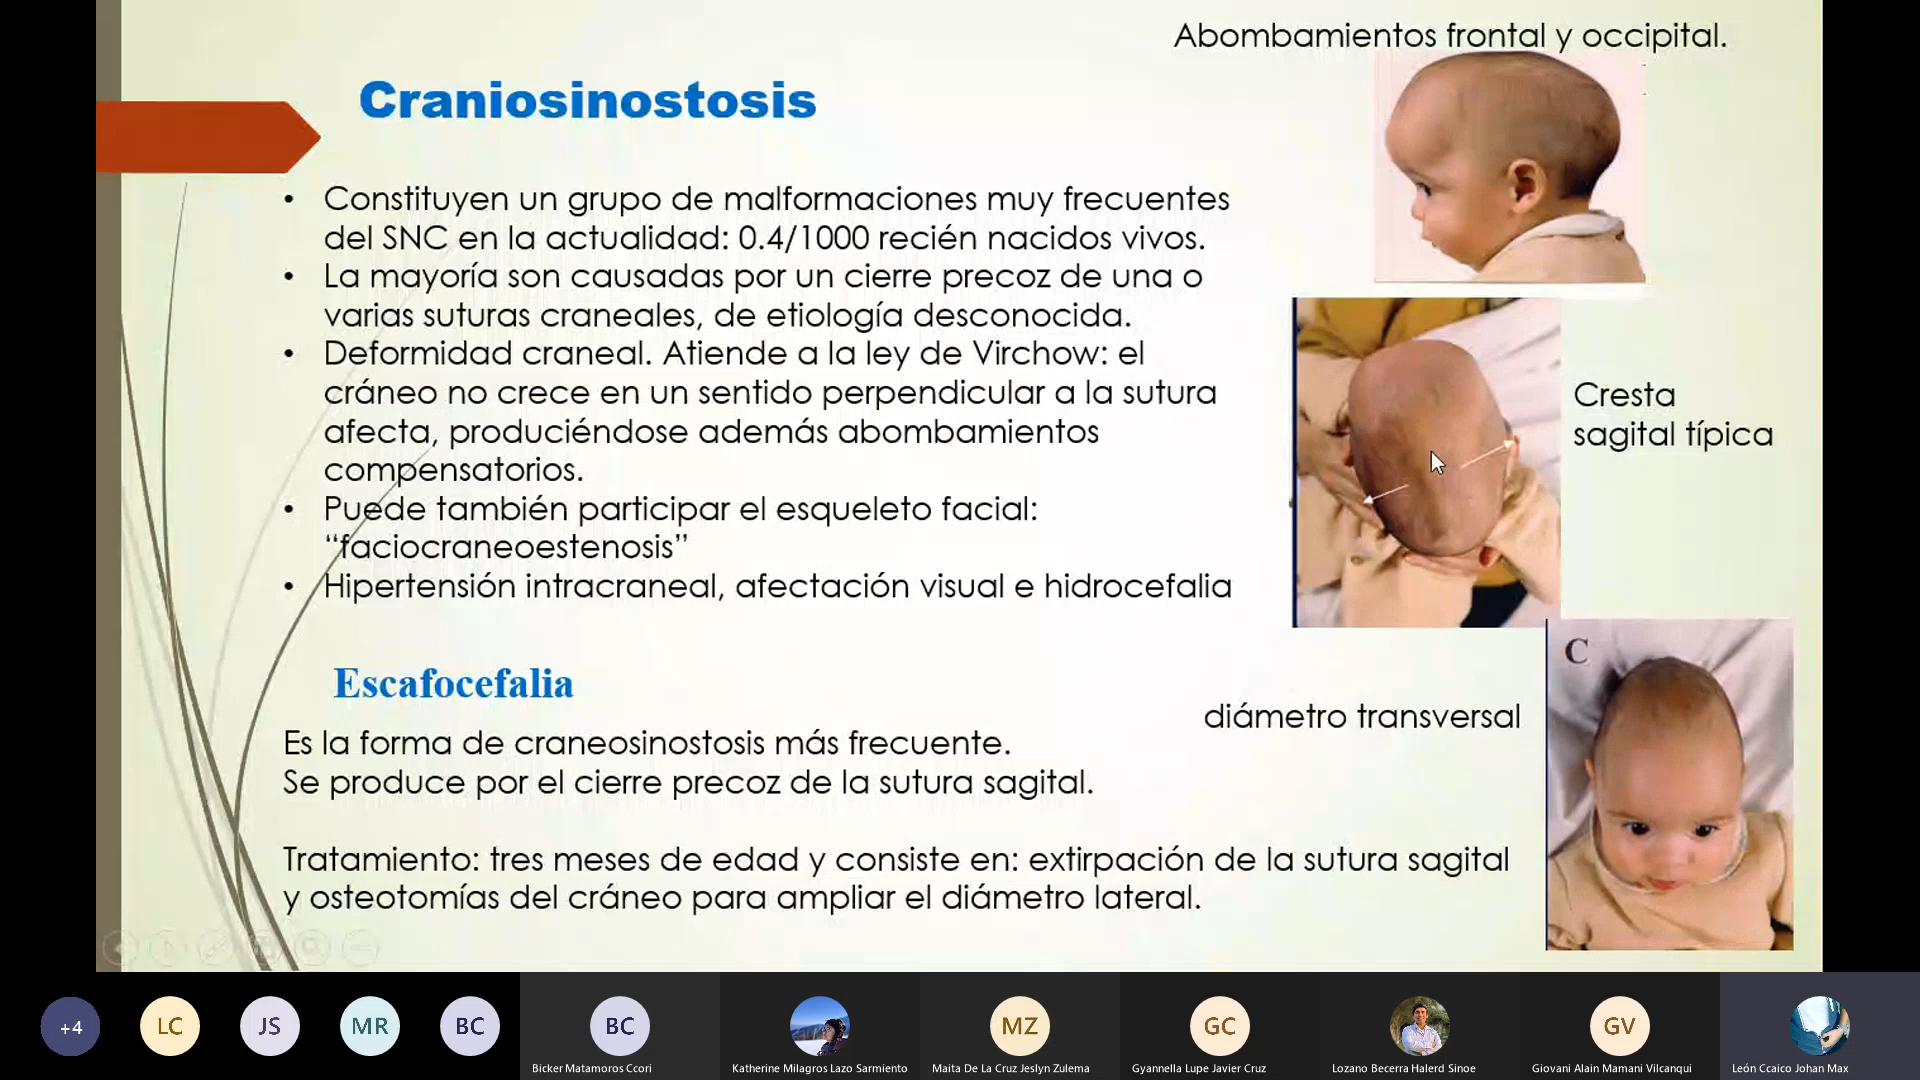 Abombamientos frontal y occipital.
Craniosinostosis
• Constituyen un grupo de malformaciones muy frecuentes
del SNC en la actualidad: 0.4/1000 recién nacidos vivos.
• La mayoría son causadas por un cierre precoz de una o
varias suturas craneales, de etiología desconocida.
• Deformidad craneal. Atiende a la ley de Virchow: el
cráneo no crece en un sentido perpendicular a la sutura
afecta, produciéndose además abombamientos
compensatorios.
• Puede también participar el esqueleto facial:
“faciocraneoestenosis”
• Hipertensión intracraneal, afectación visual e hidrocefalia
Cresta
sagital típica
C
Escafocefalia
diámetro transversal
Es la forma de craneosinostosis más frecuente.
Se produce por el cierre precoz de la sutura sagital.
Tratamiento: tres meses de edad y consiste en: extirpación de la sutura sagital
y osteotomías del cráneo para ampliar el diámetro lateral.
+4
LC
JS
MR
BC
BC
MZ
GC
GV
Bicker Matamoros Ccori
Katherine Milagros Lazo Sarmiento
Maita De La Cruz Jeslyn Zulema
Gyannella Lupe Javier Cruz
Lozano Becerra Halerd Sinoe
Giovani Alain Mamani Vilcanqui
León Ccaico Johan Max